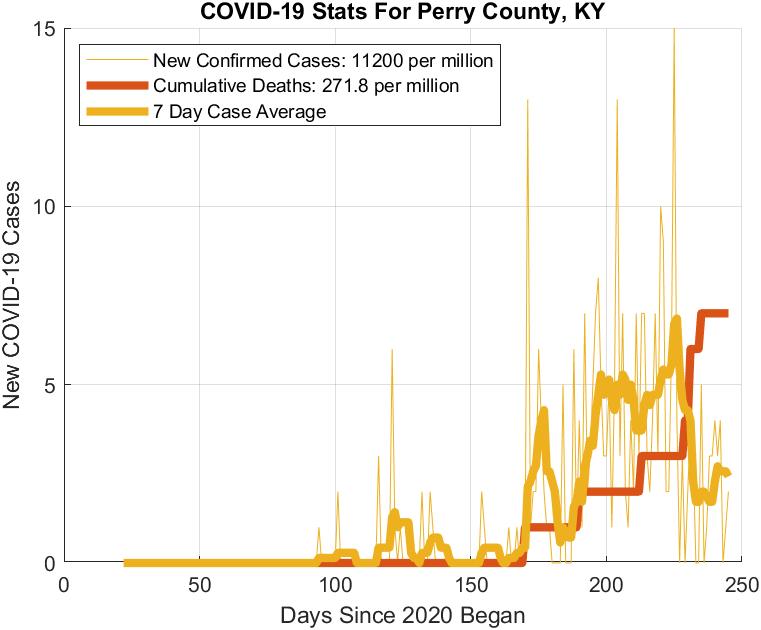 COVID-19 Stats For Perry County, KY
New Confirmed Cases: 11200 per million
Cumulative Deaths: 271.8 per million
7 Day Case Average
New COVID-19 Cases
15
10
5
0
0 50 100 150 200 250
Days Since 2020 Began